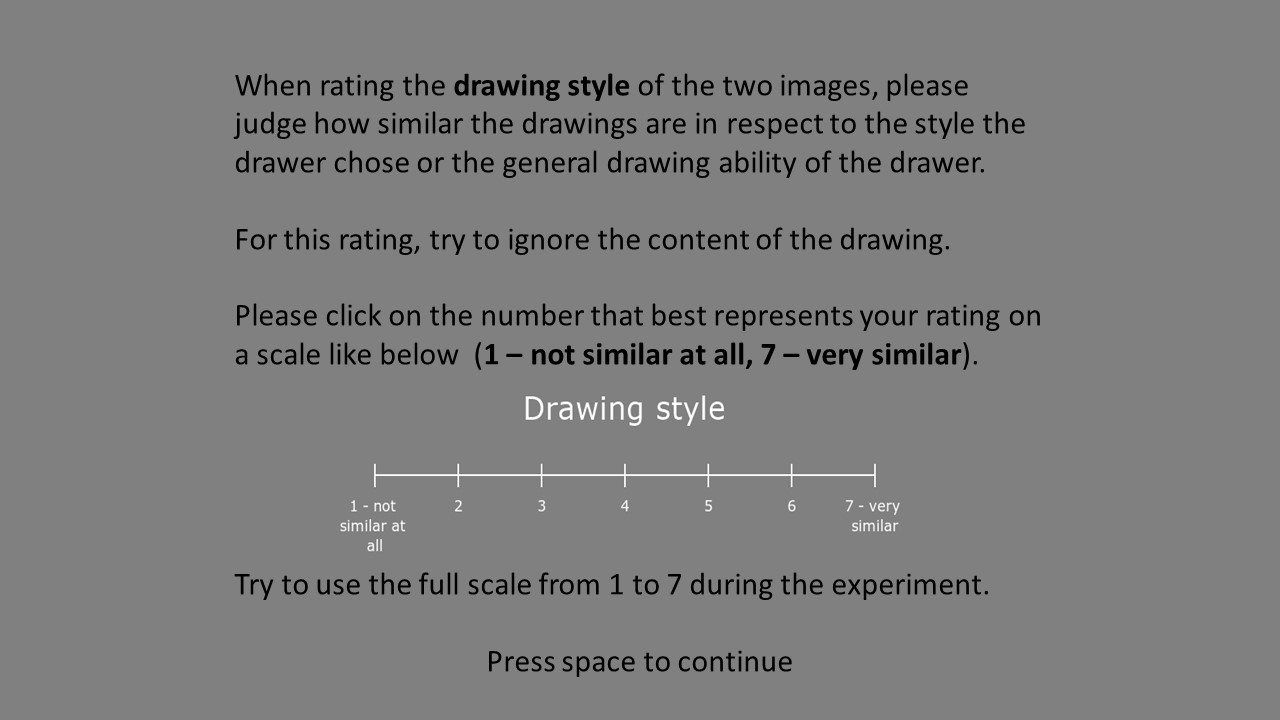 When rating the drawing style of the two images, please
judge how similar the drawings are in respect to the style the
drawer chose or the general drawing ability of the drawer.
For this rating, try to ignore the content of the drawing.
Please click on the number that best represents your rating on
a scale like below (1 – not similar at all, 7 – very similar).
Drawing style
1 - not 2 3 4 5 6 7 - very
similar at similar
all
Try to use the full scale from 1 to 7 during the experiment.
Press space to continue